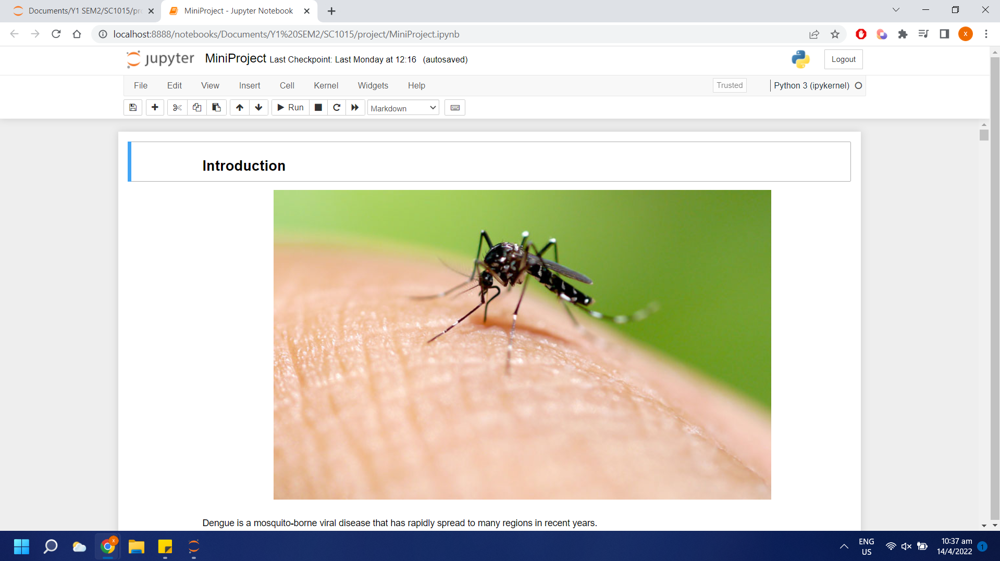 Documents/Y1 SEM2/SC1015/pr
MiniProject - Jupyter Notebook
localhost:8888/notebooks/Documents/Y1%20SEM2/SC1015/project/MiniProject.ipynb
x
jupyter MiniProject Last Checkpoint: Last Monday at 12:16 (autosaved)
Logout
File Edit View Insert Cell Kernel Widgets Help
Trusted
Python 3 (ipykernel)
Run
Markdown
Introduction
Dengue is a mosquito-borne viral disease that has rapidly spread to many regions in recent years.
x
ENG
US
10:37 am
14/4/2022
1